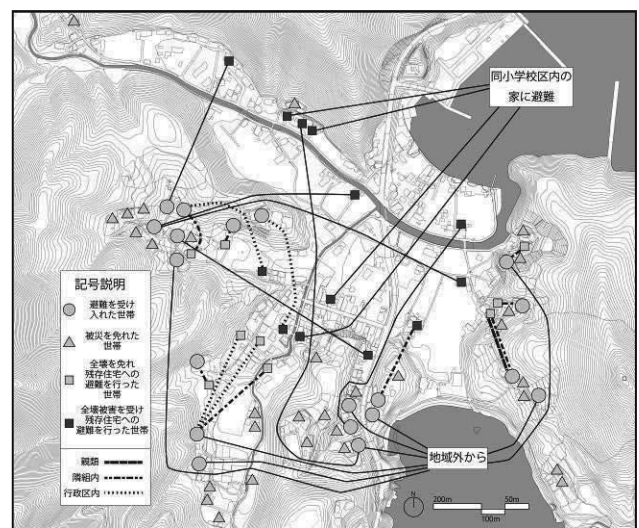 同小学校区内の
家に避難
記号説明
避難を受け
入れた世帯
被災を免れた
世帯
全壊を免れ
残存住宅への
避難を行った
世帯
全壊被害を受け
残存住宅への
避難を行った世帯
親類
隣組内
行政区内
地域外から
N
200m 50m
100m